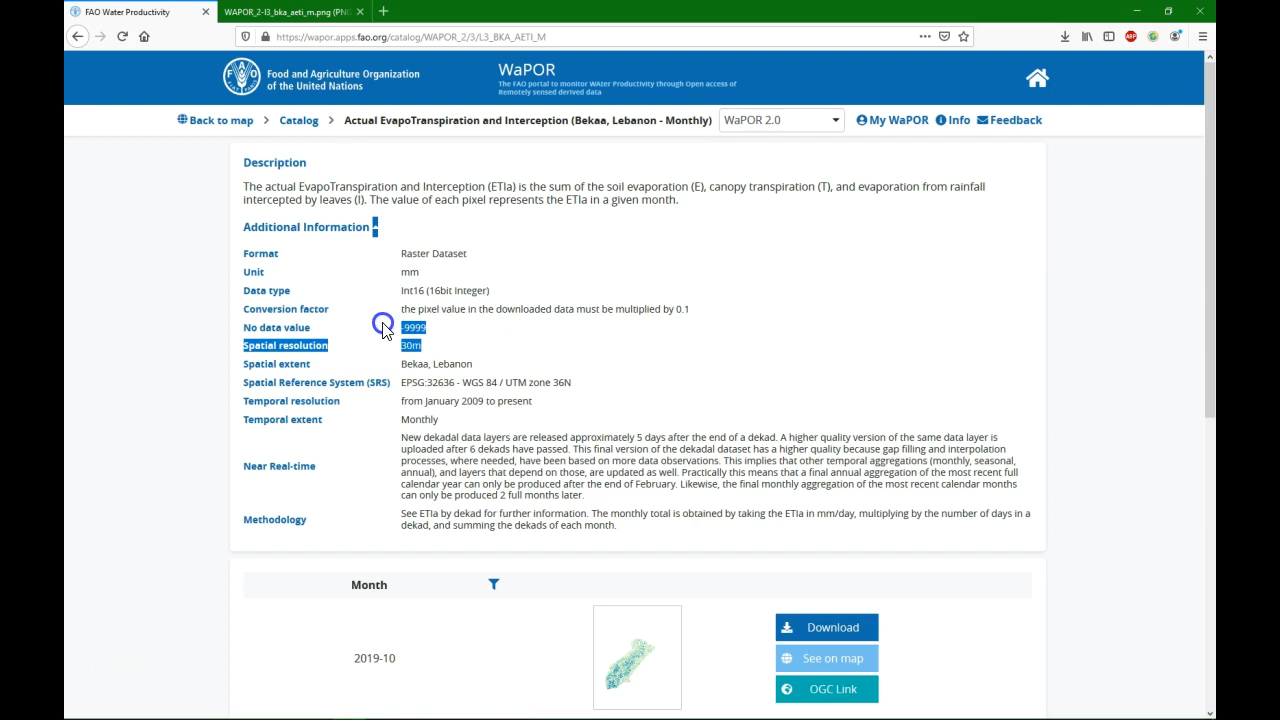 FAO Water Productivity
WAPOR_2-l3_bka_aeti_m.png (PNG
https://wapor.apps.fao.org/catalog/WAPOR_2/3/L3_BKA_AETI_M
ABP
Food and Agriculture Organization
of the United Nations
WaPOR
The FAO portal to monitor WAter Productivity through Open access of
Remotely sensed derived data
Back to map > Catalog > Actual EvapoTranspiration and Interception (Bekaa, Lebanon - Monthly) WaPOR 2.0 My WaPOR Info Feedback
Description
The actual EvapoTranspiration and Interception (ETIa) is the sum of the soil evaporation (E), canopy transpiration (T), and evaporation from rainfall
intercepted by leaves (I). The value of each pixel represents the ETIa in a given month.
Additional Information -
Format Raster Dataset
Unit mm
Data type Int16 (16bit Integer)
Conversion factor the pixel value in the downloaded data must be multiplied by 0.1
No data value -9999
Spatial resolution 30m
Spatial extent Bekaa, Lebanon
Spatial Reference System (SRS) EPSG:32636 - WGS 84 / UTM zone 36N
Temporal resolution from January 2009 to present
Temporal extent Monthly
Near Real-time New dekadal data layers are released approximately 5 days after the end of a dekad. A higher quality version of the same data layer is
uploaded after 6 dekads have passed. This final version of the dekadal dataset has a higher quality because gap filling and interpolation
processes, where needed, have been based on more data observations. This implies that other temporal aggregations (monthly, seasonal,
annual), and layers that depend on those, are updated as well. Practically this means that a final annual aggregation of the most recent full
calendar year can only be produced after the end of February. Likewise, the final monthly aggregation of the most recent calendar months
can only be produced 2 full months later.
Methodology See ETIa by dekad for further information. The monthly total is obtained by taking the ETIa in mm/day, multiplying by the number of days in a
dekad, and summing the dekads of each month.
Month
2019-10
Download
See on map
OGC Link